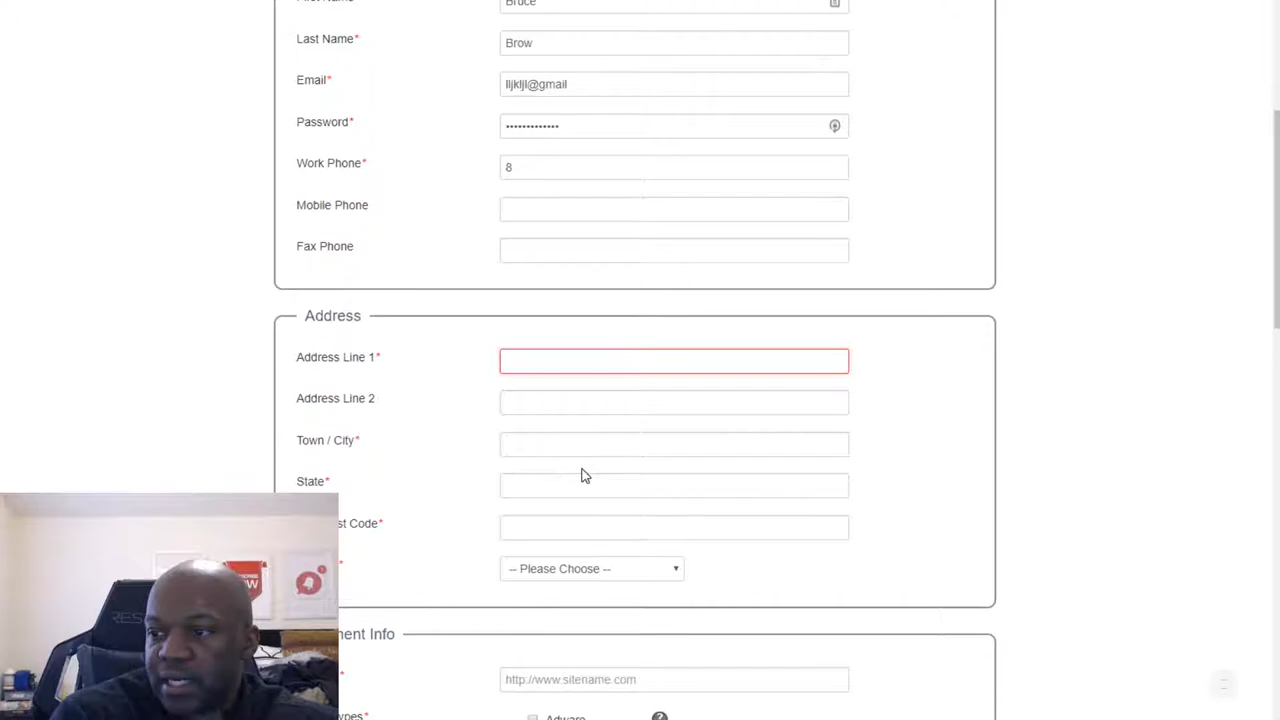 Bruce
Last Name*
Brow
Email*
lljkljl@gmail
Password*
•••••••••••••
Work Phone*
8
Mobile Phone
Fax Phone
Address
Address Line 1*
Address Line 2
Town / City*
State*
st Code*
*
-- Please Choose --
ment Info
*
http://www.sitename.com
ypes*
Adware
?